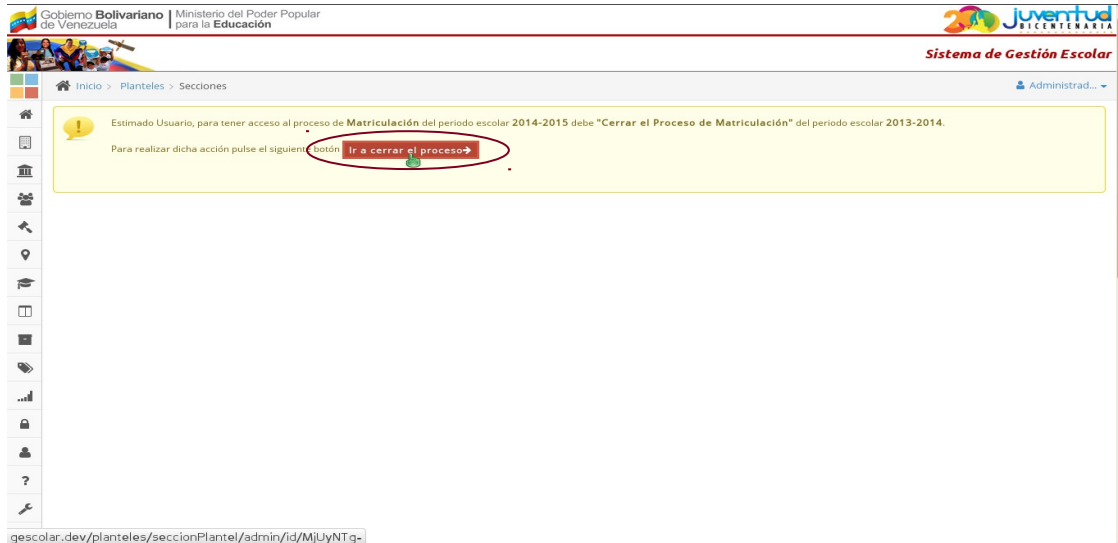 Gobierno Bolivariano
de Venezuela
Ministerio del Poder Popular
para la Educación
200 juventud
BICENTENARIA
Sistema de Gestión Escolar
Inicio > Planteles > Secciones
Administrad...
Estimado Usuario, para tener acceso al proceso de Matriculación del periodo escolar 2014-2015 debe "Cerrar el Proceso de Matriculación" del periodo escolar 2013-2014.
Para realizar dicha acción pulse el siguiente botón Ir a cerrar el proceso→
gescolar.dev/planteles/seccionPlantel/admin/id/MjUyNTg-